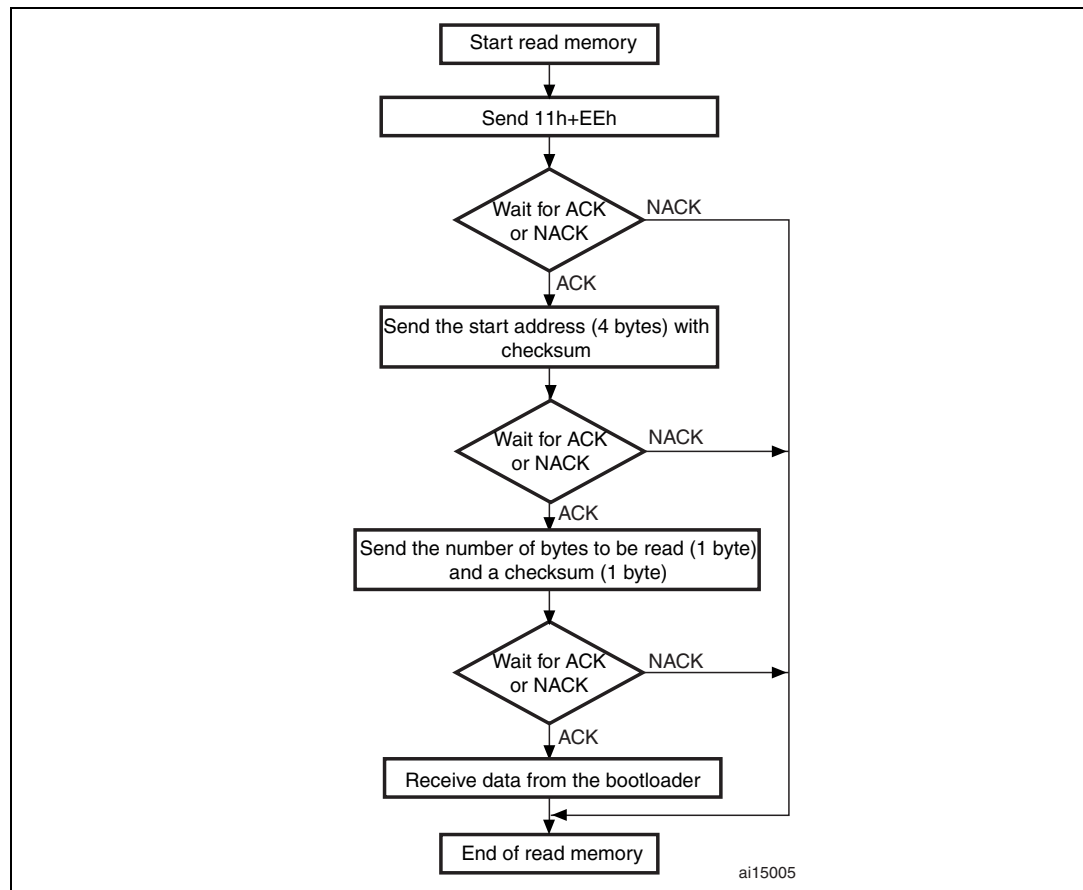 Start read memory
Send 11h+EEh
Wait for ACK
or NACK
NACK
ACK
Send the start address (4 bytes) with
checksum
Wait for ACK
or NACK
NACK
ACK
Send the number of bytes to be read (1 byte)
and a checksum (1 byte)
Wait for ACK
or NACK
NACK
ACK
Receive data from the bootloader
End of read memory
ai15005